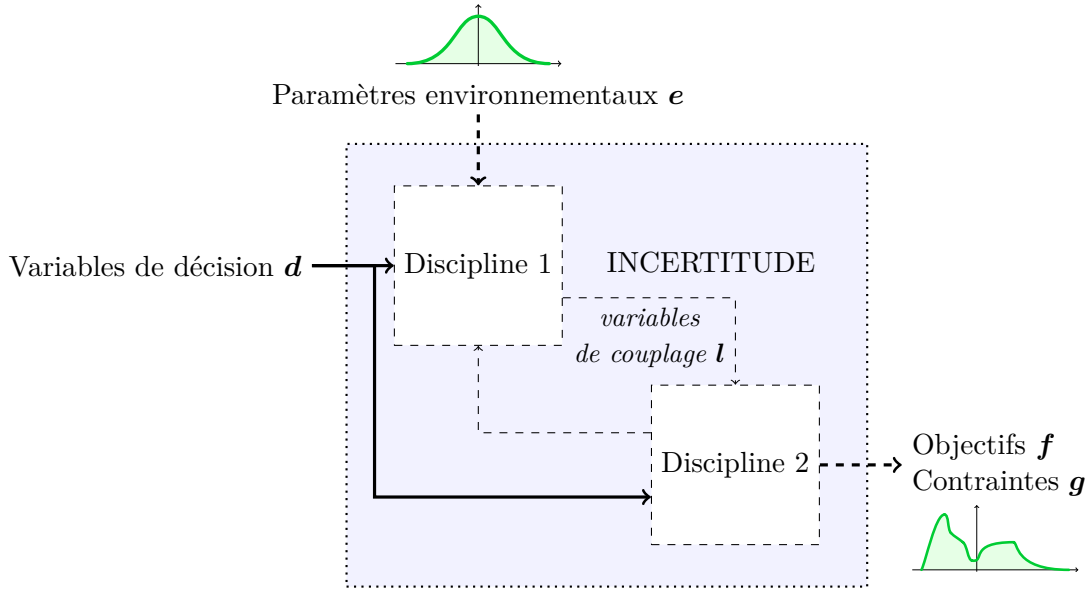 Paramètres environnementaux e
Variables de décision d
Discipline 1
INCERTITUDE
variables
de couplage l
Discipline 2
Objectifs f
Contraintes g